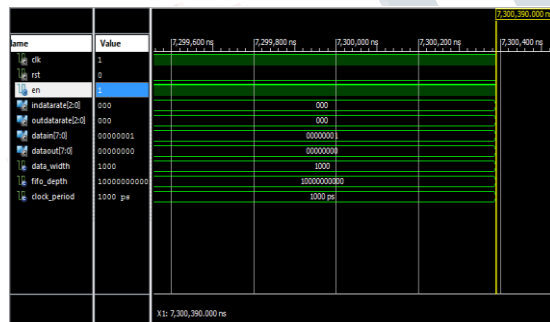 7,300,390.000 n
ame Value 7,299,600 ns 7,299,800 ns 7,300,000 ns 7,300,200 ns 7,300,400 ns
clk 1
rst 0
en 1
indatarate[2:0] 000 000
outdatarate[2:0] 000 000
datain[7:0] 00000001 00000001
dataout[7:0] 00000000 00000000
data_width 1000 1000
fifo_depth 10000000000 10000000000
clock_period 1000 ps 1000 ps
X1: 7,300,390.000 ns